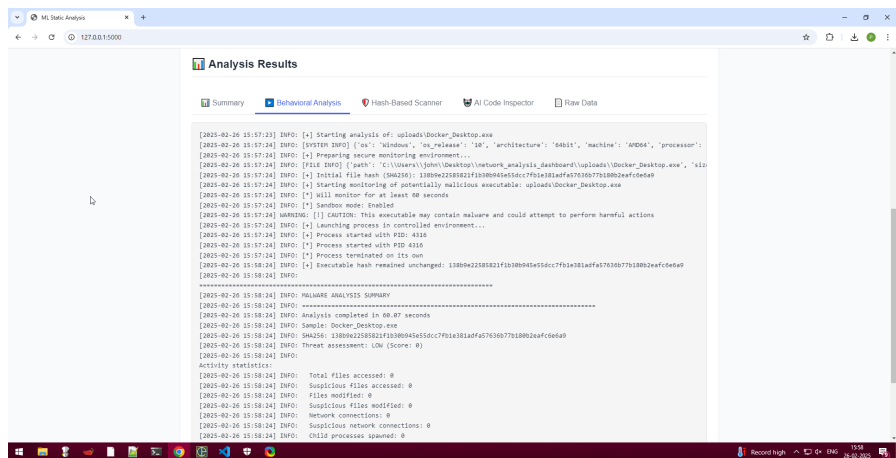 ML Static Analysis
127.0.0.1:5000
Analysis Results
Summary Behavioral Analysis Hash-Based Scanner AI Code Inspector Raw Data
[2025-02-26 15:57:23] INFO: [+] Starting analysis of: uploads\Docker_Desktop.exe
[2025-02-26 15:57:24] INFO: [SYSTEM INFO] {'os': 'Windows', 'os_release': '10', 'architecture': '64bit', 'machine': 'AMD64', 'processor':
[2025-02-26 15:57:24] INFO: [+] Preparing secure monitoring environment...
[2025-02-26 15:57:24] INFO: [FILE INFO] {'path': 'C:\\Users\\john\\Desktop\\network_analysis_dashboard\\uploads\\Docker_Desktop.exe', 'size
[2025-02-26 15:57:24] INFO: [+] Initial file hash (SHA256): 138b9e22585821f1b30b945e55dcc7fb1e381adfa57636b77b180b2eafc6e6a9
[2025-02-26 15:57:24] INFO: [+] Starting monitoring of potentially malicious executable: uploads\Docker_Desktop.exe
[2025-02-26 15:57:24] INFO: [*] Will monitor for at least 60 seconds
[2025-02-26 15:57:24] INFO: [*] Sandbox mode: Enabled
[2025-02-26 15:57:24] WARNING: [!] CAUTION: This executable may contain malware and could attempt to perform harmful actions
[2025-02-26 15:57:24] INFO: [+] Launching process in controlled environment...
[2025-02-26 15:57:24] INFO: [+] Process started with PID: 4316
[2025-02-26 15:57:24] INFO: [*] Process started with PID 4316
[2025-02-26 15:57:24] INFO: [*] Process terminated on its own
[2025-02-26 15:58:24] INFO: [+] Executable hash remained unchanged: 138b9e22585821f1b30b945e55dcc7fb1e381adfa57636b77b180b2eafc6e6a9
[2025-02-26 15:58:24] INFO:
================================================================================
[2025-02-26 15:58:24] INFO: MALWARE ANALYSIS SUMMARY
[2025-02-26 15:58:24] INFO: ================================================================================
[2025-02-26 15:58:24] INFO: Analysis completed in 60.07 seconds
[2025-02-26 15:58:24] INFO: Sample: Docker_Desktop.exe
[2025-02-26 15:58:24] INFO: SHA256: 138b9e22585821f1b30b945e55dcc7fb1e381adfa57636b77b180b2eafc6e6a9
[2025-02-26 15:58:24] INFO: Threat assessment: LOW (Score: 0)
[2025-02-26 15:58:24] INFO:
Activity statistics:
[2025-02-26 15:58:24] INFO: Total files accessed: 0
[2025-02-26 15:58:24] INFO: Suspicious files accessed: 0
[2025-02-26 15:58:24] INFO: Files modified: 0
[2025-02-26 15:58:24] INFO: Suspicious files modified: 0
[2025-02-26 15:58:24] INFO: Network connections: 0
[2025-02-26 15:58:24] INFO: Suspicious network connections: 0
[2025-02-26 15:58:24] INFO: Child processes spawned: 0
Record high ENG 15:58
26-02-2025